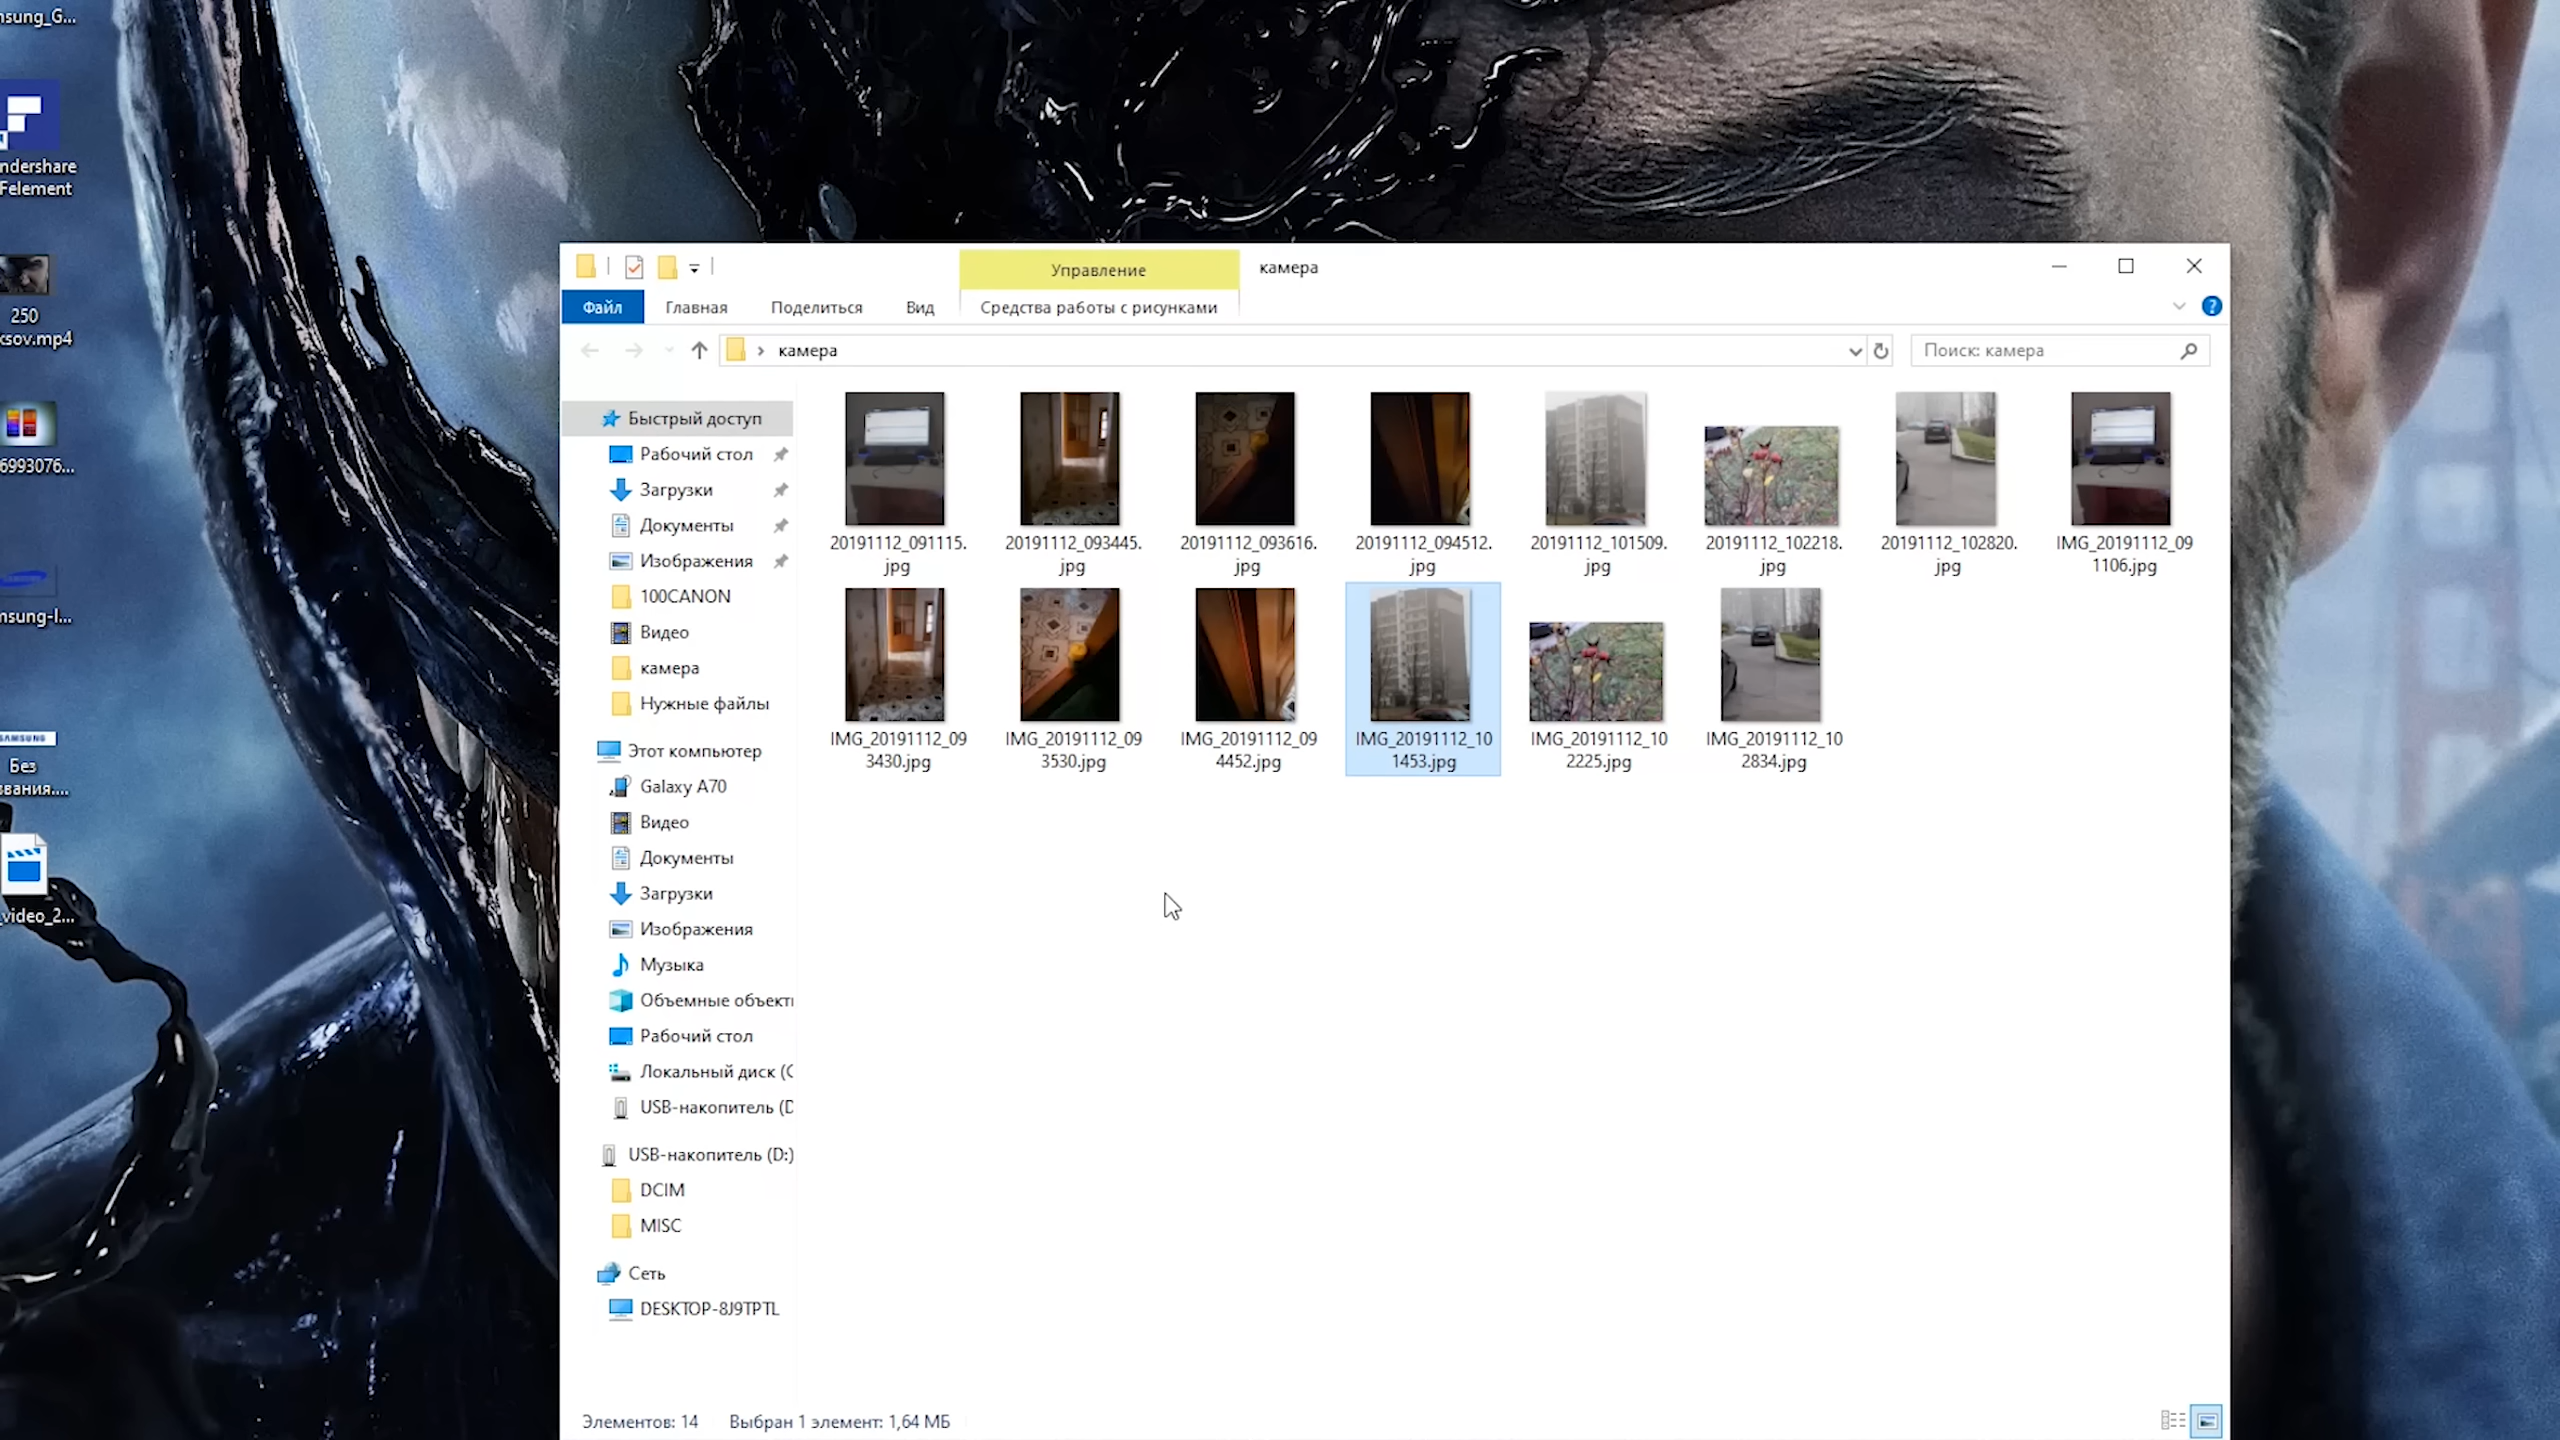 nsung_G...
ndershare
Felement
250
ksov.mp4
6993076...
nsung-I...
SAMSUNG
Без
звания....
video_2...
Управление
камера
Файл
Главная
Поделиться
Вид
Средства работы с рисунками
камера
Поиск: камера
Быстрый доступ
Рабочий стол
Загрузки
Документы
Изображения
100CANON
Видео
камера
Нужные файлы
Этот компьютер
Galaxy A70
Видео
Документы
Загрузки
Изображения
Музыка
Объемные объект
Рабочий стол
Локальный диск (C
USB-накопитель (D
USB-накопитель (D:)
DCIM
MISC
Сеть
DESKTOP-8J9TPTL
20191112_091115.
jpg
20191112_093445.
jpg
20191112_093616.
jpg
20191112_094512.
jpg
20191112_101509.
jpg
20191112_102218.
jpg
20191112_102820.
jpg
IMG_20191112_09
1106.jpg
IMG_20191112_09
3430.jpg
IMG_20191112_09
3530.jpg
IMG_20191112_09
4452.jpg
IMG_20191112_10
1453.jpg
IMG_20191112_10
2225.jpg
IMG_20191112_10
2834.jpg
Элементов: 14
Выбран 1 элемент: 1,64 МБ